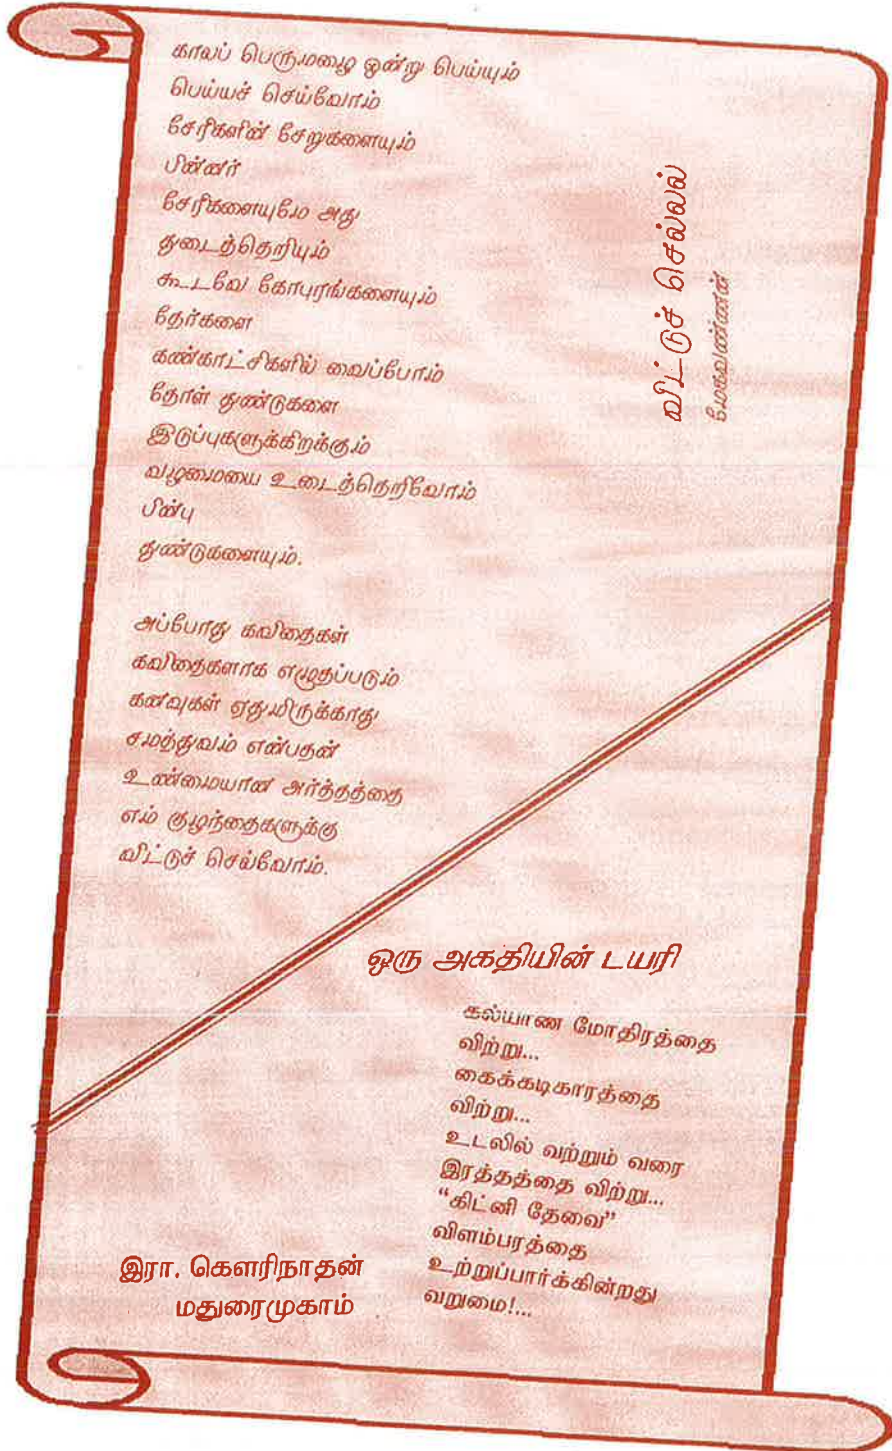 விட்டுச் செல்லல்
மேகவண்ணன்
காலப் பெருமழை ஒன்று பெய்யும்
பெய்யச் செய்வோம்
சேரிகளின் சேறுகளையும்
பின்னர்
சேரிகளையுமே அது
துடைத்தெறியும்
கூடவே கோபுரங்களையும்
தேர்களை
கண்காட்சிகளில் வைப்போம்
தோள் துண்டுகளை
இடுப்புகளுக்கிறக்கும்
வழமையை உடைத்தெறிவோம்
பின்பு
துண்டுகளையும்.
அப்போது கவிதைகள்
கவிதைகளாக எழுதப்படும்
கனவுகள் ஏதுமிருக்காது
சமத்துவம் என்பதன்
உண்மையான அர்த்தத்தை
எம் குழந்தைகளுக்கு
விட்டுச் செல்வோம்.
ஒரு அகதியின் டயரி
கல்யாண மோதிரத்தை
விற்று...
கைக்கடிகாரத்தை
விற்று...
உடலில் வற்றும் வரை
இரத்தத்தை விற்று...
“கிட்னி தேவை”
விளம்பரத்தை
உற்றுப்பார்க்கின்றது
வறுமை!...
இரா. கௌரிநாதன்
மதுரைமுகாம்